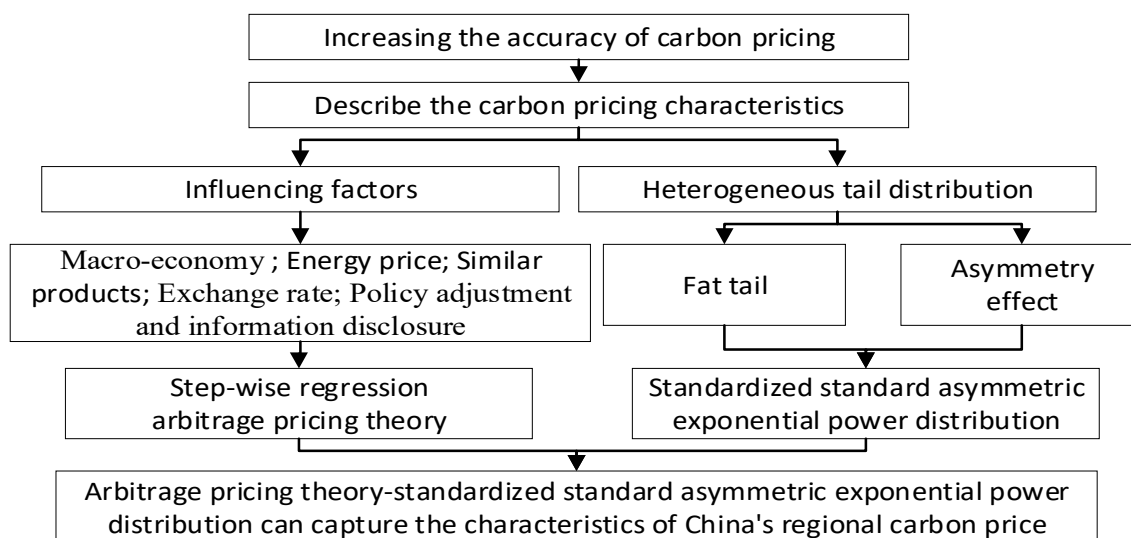 Increasing the accuracy of carbon pricing
Describe the carbon pricing characteristics
Influencing factors
Heterogeneous tail distribution
Macro-economy ; Energy price; Similar
products; Exchange rate; Policy adjustment
and information disclosure
Fat tail
Asymmetry
effect
Step-wise regression
arbitrage pricing theory
Standardized standard asymmetric
exponential power distribution
Arbitrage pricing theory-standardized standard asymmetric exponential power
distribution can capture the characteristics of China's regional carbon price